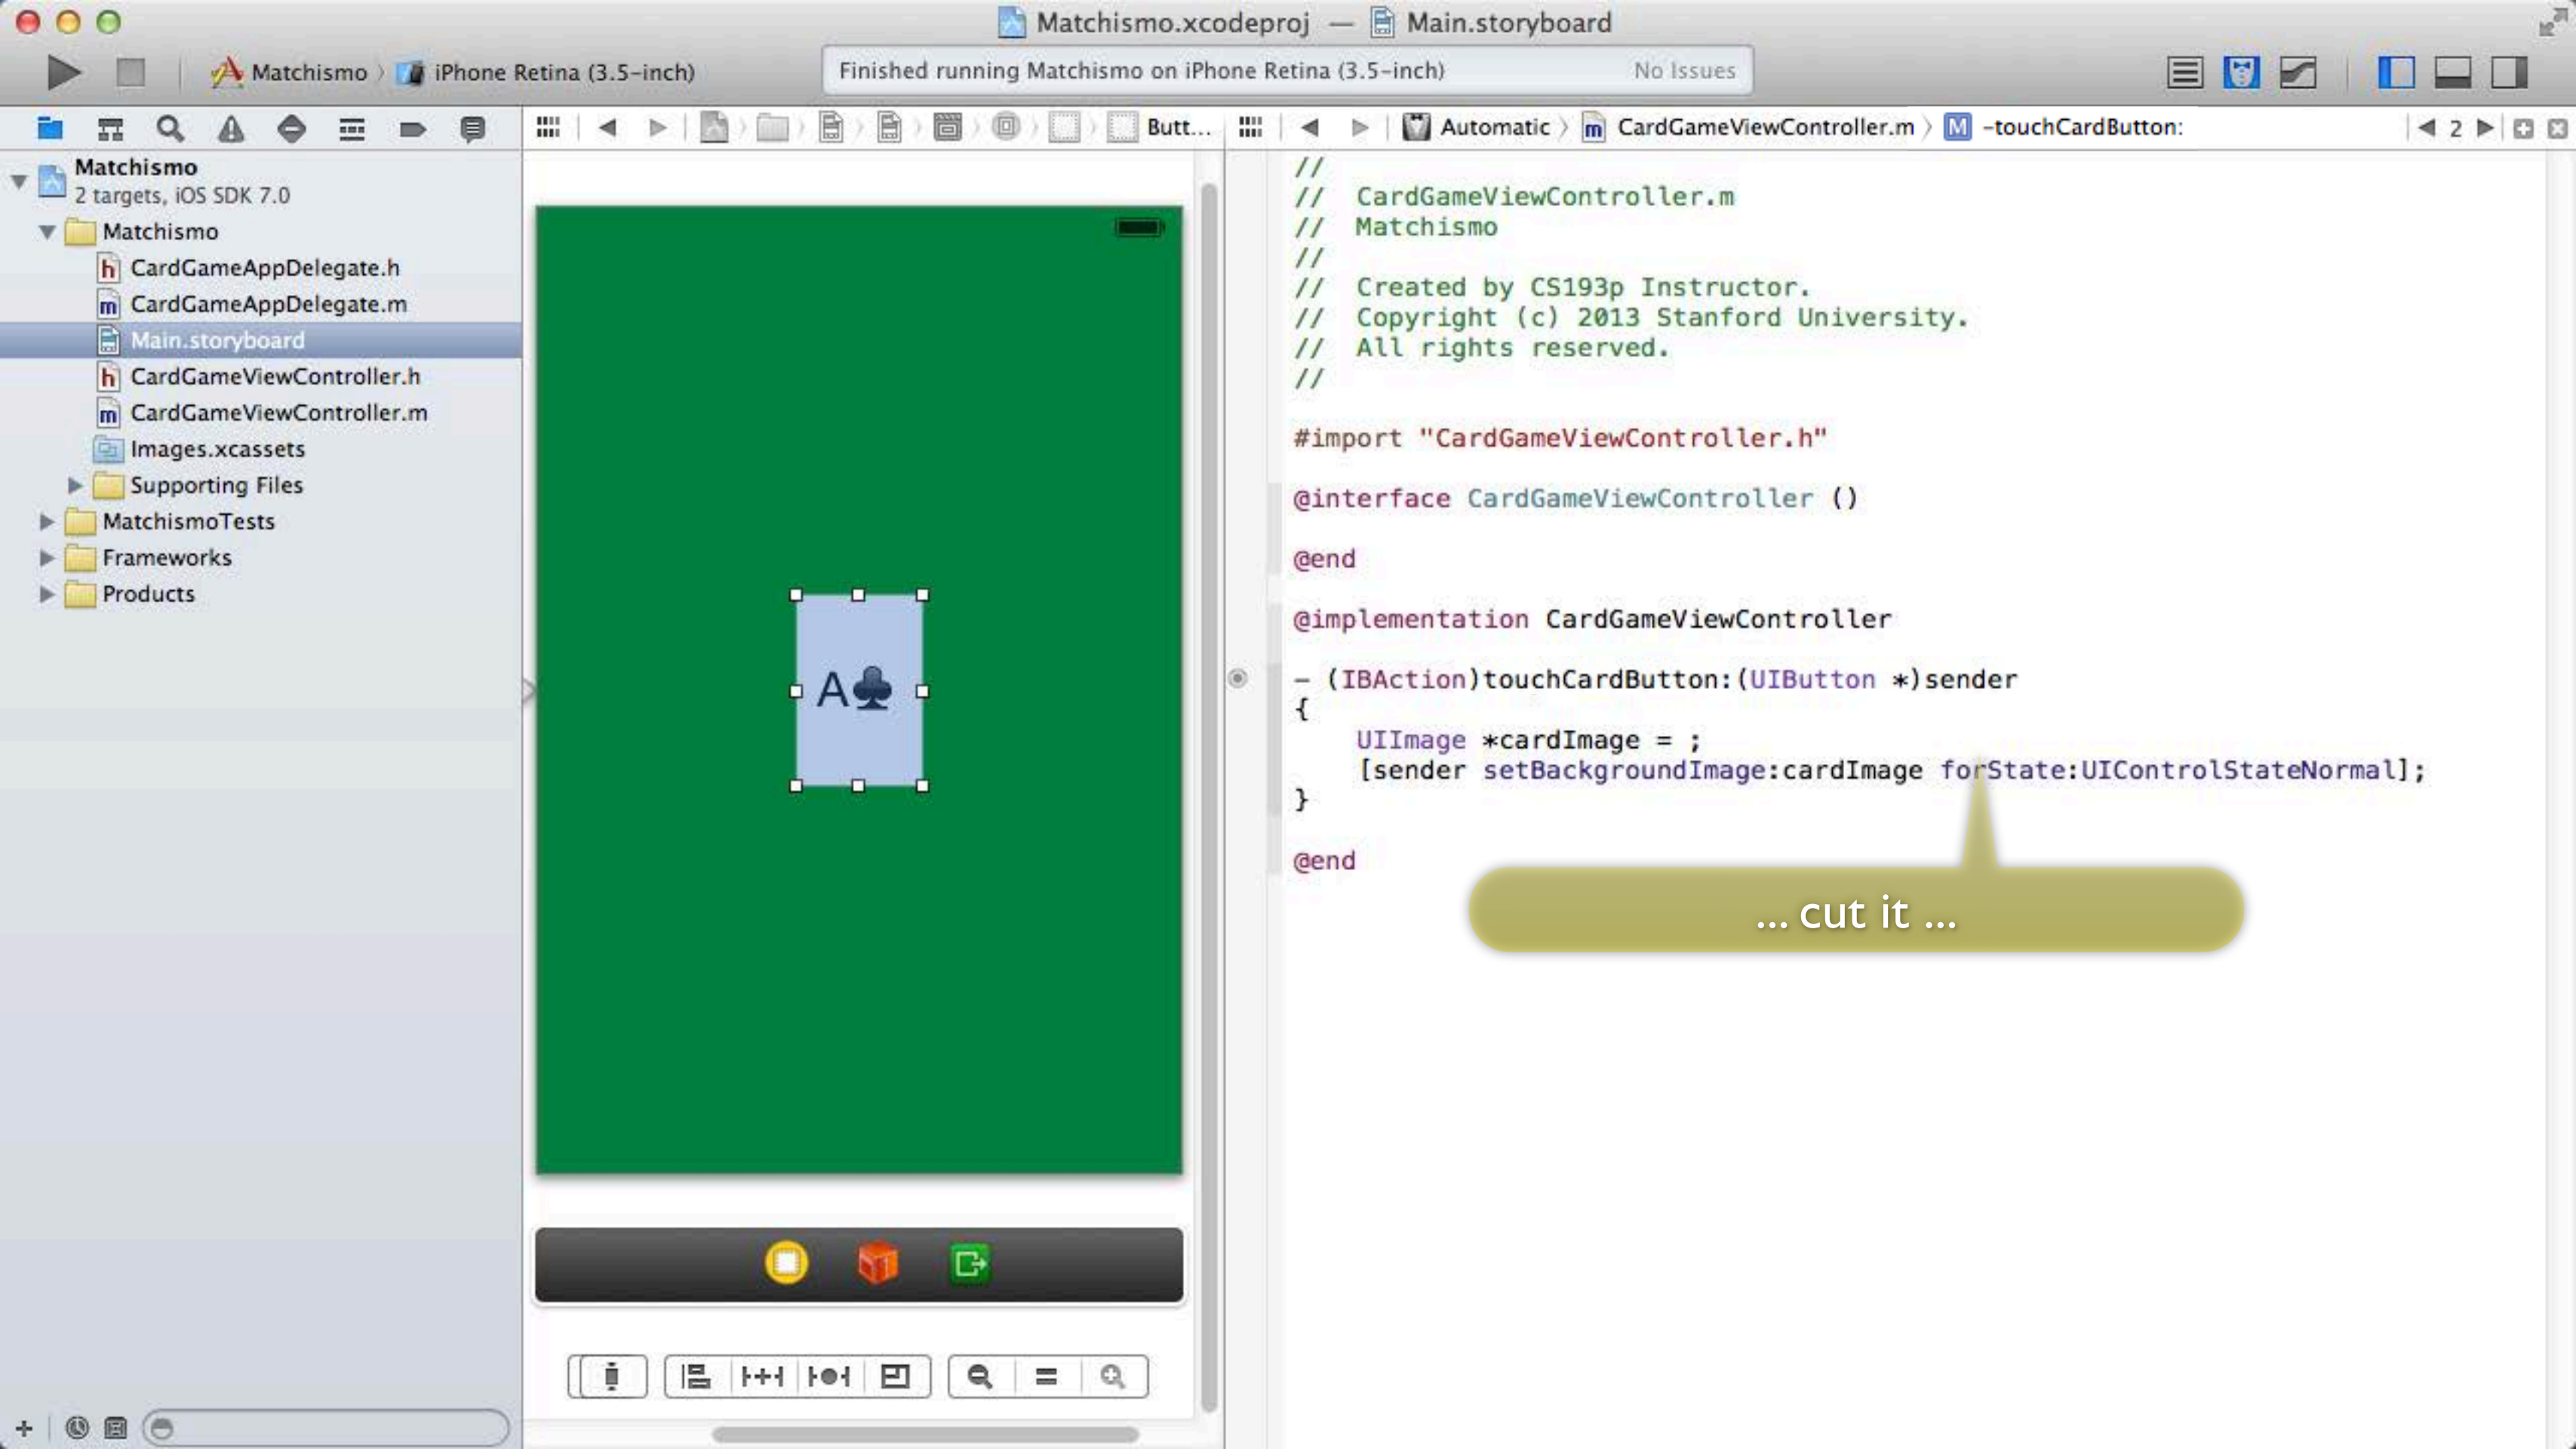 Matchismo.xcodeproj — Main.storyboard
Matchismo
iPhone Retina (3.5-inch)
Finished running Matchismo on iPhone Retina (3.5-inch)
No Issues
Butt...
Automatic
m CardGameViewController.m
M -touchCardButton:
2
Matchismo
2 targets, iOS SDK 7.0
Matchismo
h CardGameAppDelegate.h
m CardGameAppDelegate.m
Main.storyboard
h CardGameViewController.h
m CardGameViewController.m
Images.xcassets
Supporting Files
MatchismoTests
Frameworks
Products
A♣
//
//  CardGameViewController.m
//  Matchismo
//
//  Created by CS193p Instructor.
//  Copyright (c) 2013 Stanford University.
//  All rights reserved.
//
#import "CardGameViewController.h"
@interface CardGameViewController ()
@end
@implementation CardGameViewController
- (IBAction)touchCardButton:(UIButton *)sender
{
    UIImage *cardImage = ;
    [sender setBackgroundImage:cardImage forState:UIControlStateNormal];
}
@end
... cut it ...